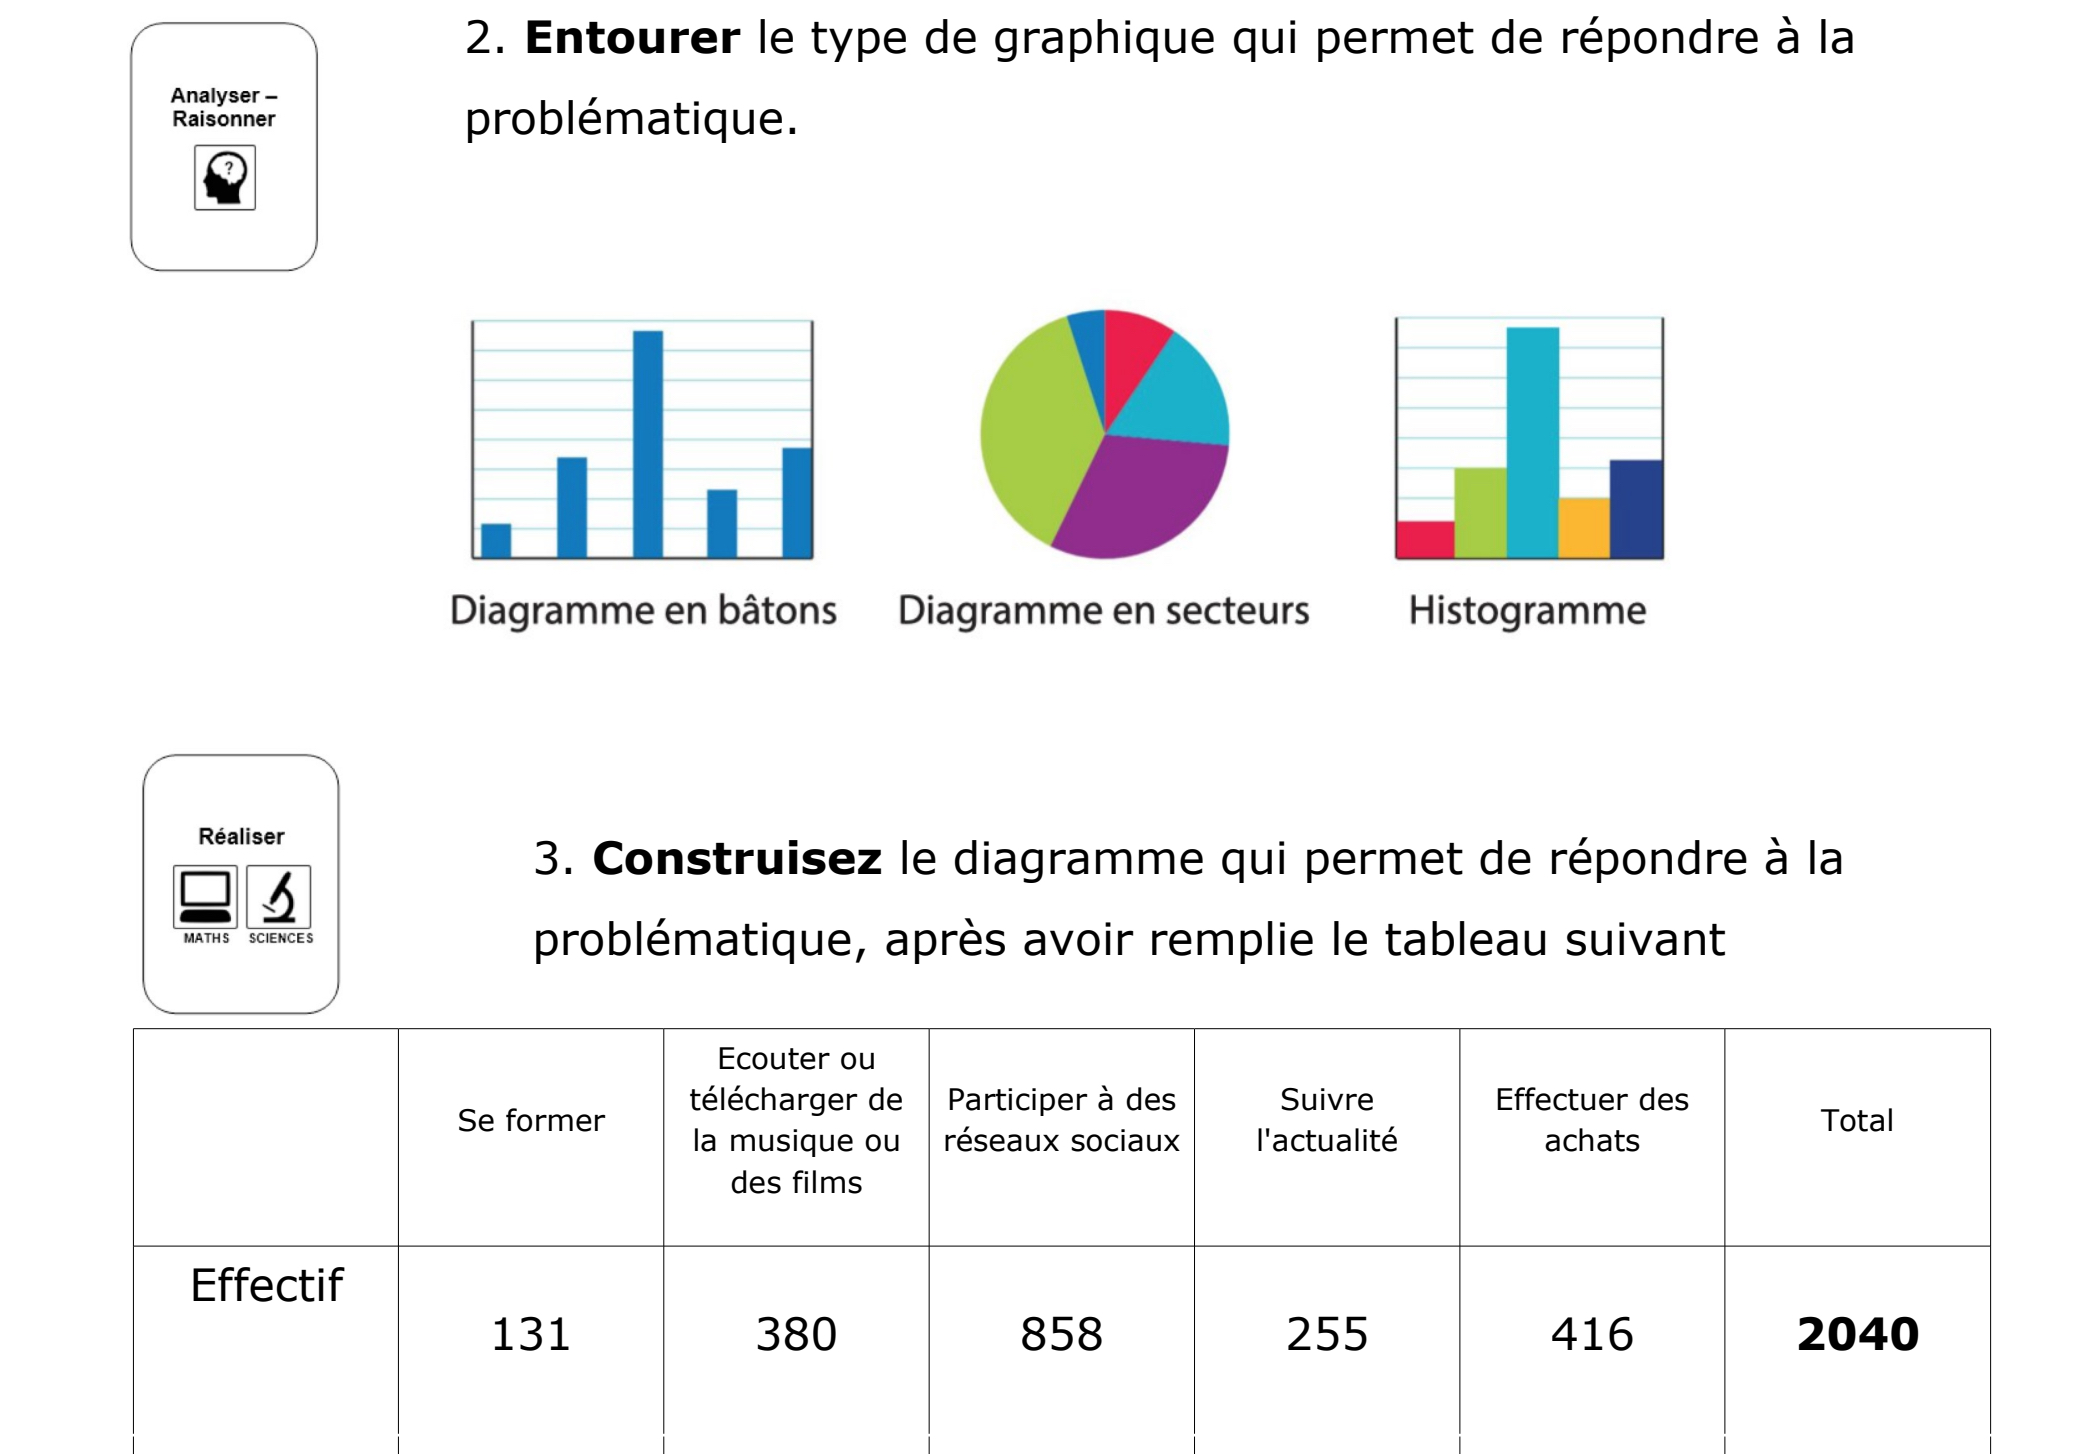 Analyser –
Raisonner
?
2. Entourer le type de graphique qui permet de répondre à la
problématique.
Diagramme en bâtons
Diagramme en secteurs
Histogramme
Réaliser
MATHS SCIENCES
3. Construisez le diagramme qui permet de répondre à la
problématique, après avoir remplie le tableau suivant
Se former
Ecouter ou
télécharger de
la musique ou
des films
Participer à des
réseaux sociaux
Suivre
l'actualité
Effectuer des
achats
Total
Effectif
131
380
858
255
416
2040